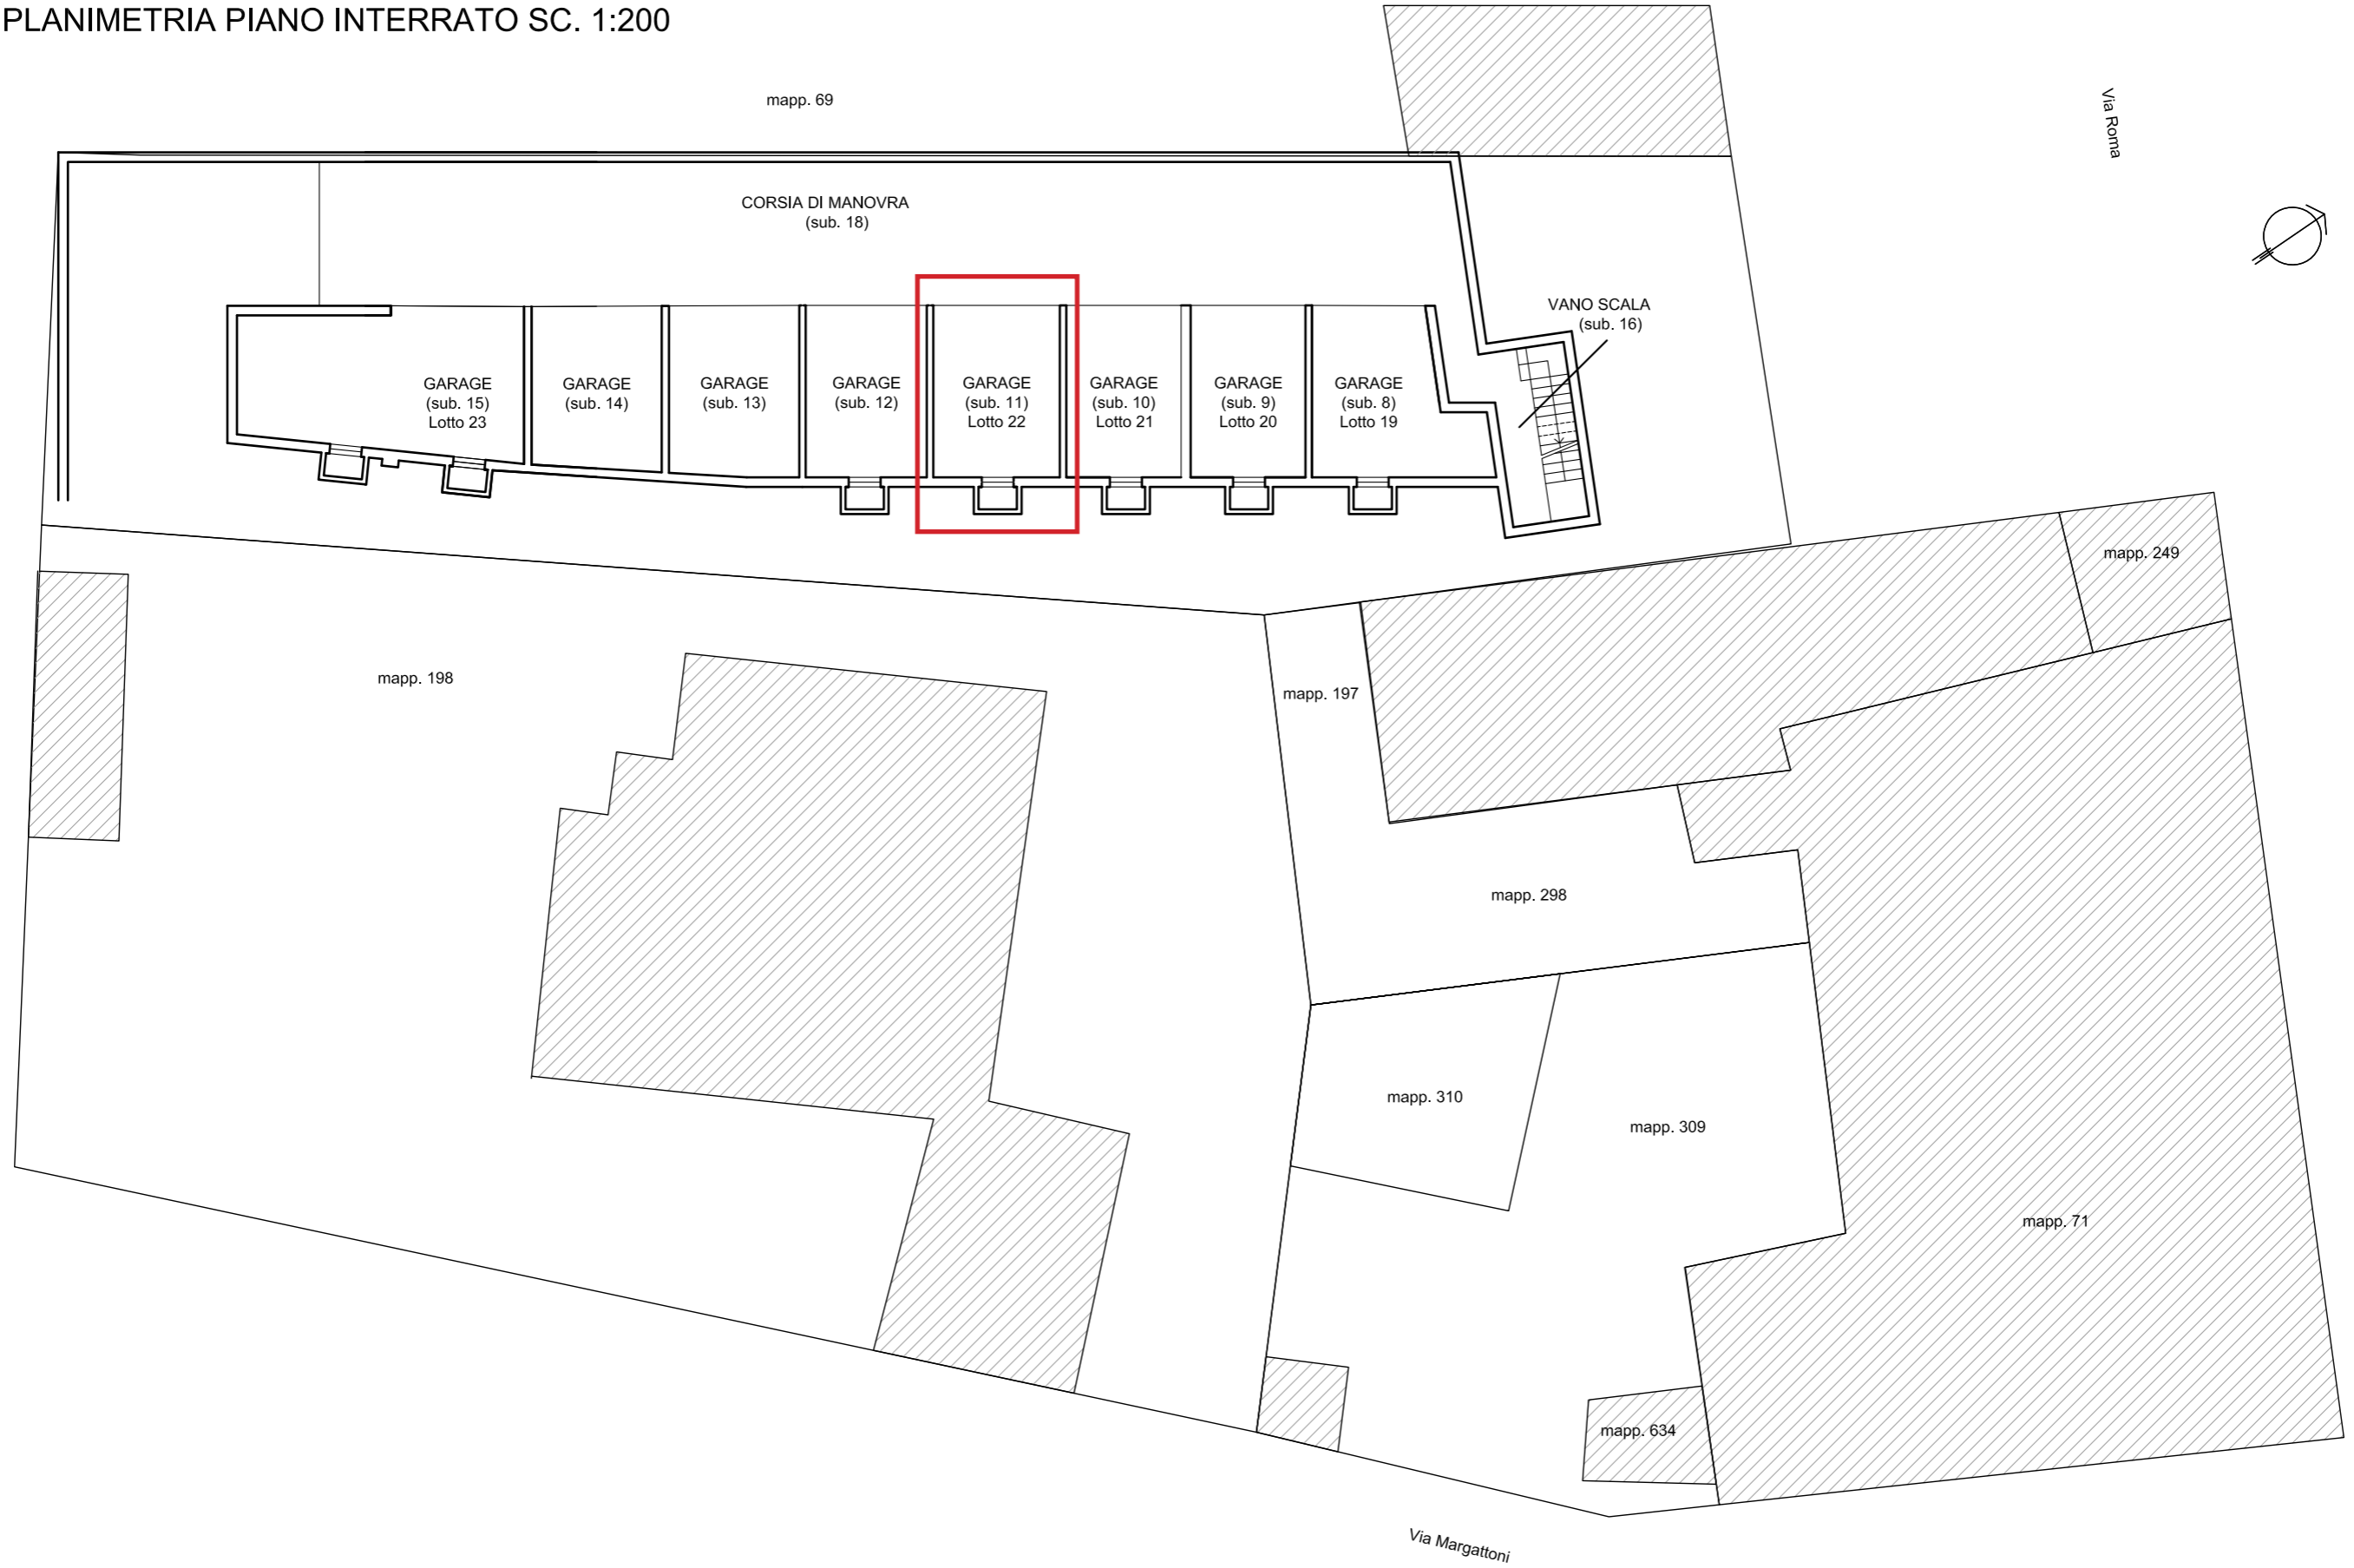 PLANIMETRIA PIANO INTERRATO SC. 1:200
mapp. 69
Via Roma
CORSIA DI MANOVRA
(sub. 18)
VANO SCALA
(sub. 16)
GARAGE
(sub. 15)
Lotto 23
GARAGE
(sub. 14)
GARAGE
(sub. 13)
GARAGE
(sub. 12)
GARAGE
(sub. 11)
Lotto 22
GARAGE
(sub. 10)
Lotto 21
GARAGE
(sub. 9)
Lotto 20
GARAGE
(sub. 8)
Lotto 19
mapp. 249
mapp. 198
mapp. 197
mapp. 298
mapp. 310
mapp. 309
mapp. 71
mapp. 634
Via Margattoni